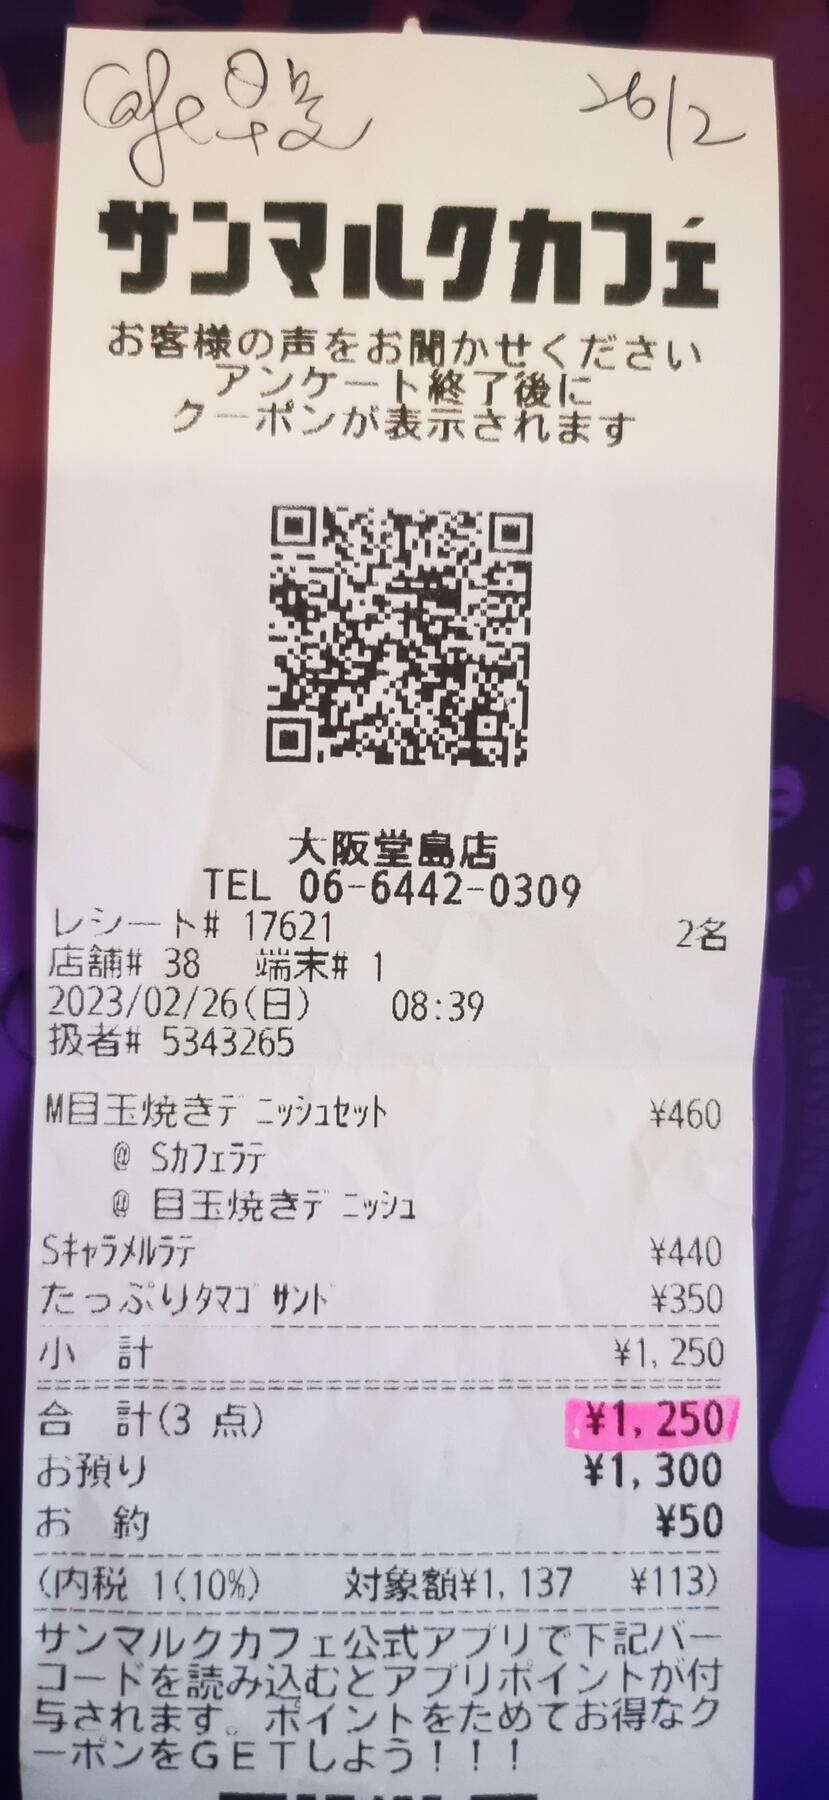 Cafe 早餐 26/2
サンマルクカフェ
お客様の声をお聞かせください
アンケート終了後に
クーポンが表示されます
大阪堂島店
TEL 06-6442-0309
レシート# 17621 2名
店舗# 38 端末# 1
2023/02/26(日) 08:39
扱者# 5343265
M目玉焼きデニッシュセット ¥460
@ Sカフェラテ
@ 目玉焼きデニッシュ
Sキャラメルラテ ¥440
たっぷりタマゴサンド ¥350
小 計 ¥1,250
合 計(3 点) ¥1,250
お預り ¥1,300
お 釣 ¥50
(内税 1(10%) 対象額¥1,137 ¥113)
サンマルクカフェ公式アプリで下記バー
コードを読み込むとアプリポイントが付
与されます。ポイントをためてお得なク
ーポンをGETしよう!!!